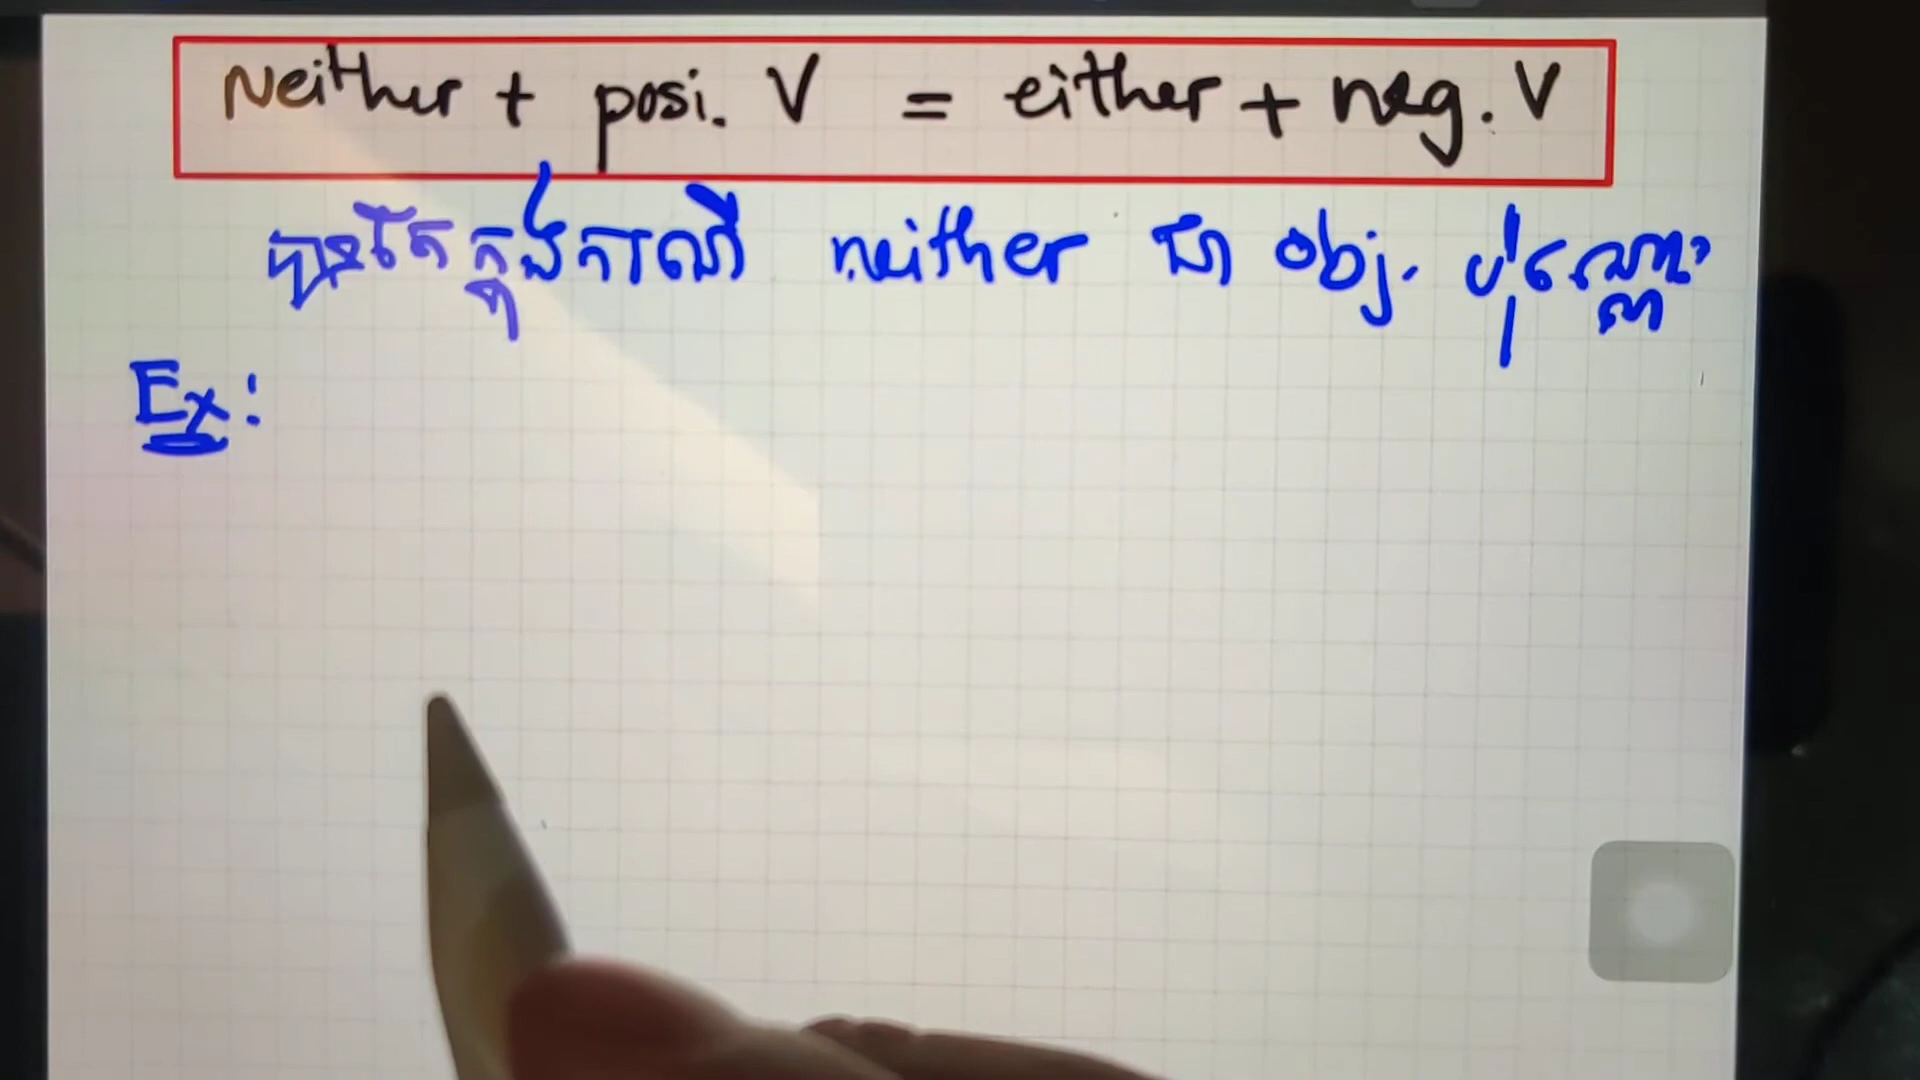 Neither + posi. V = either + neg. V
បានតែក្នុងករណី neither ជា obj. ប៉ុណ្ណោះ
Ex: